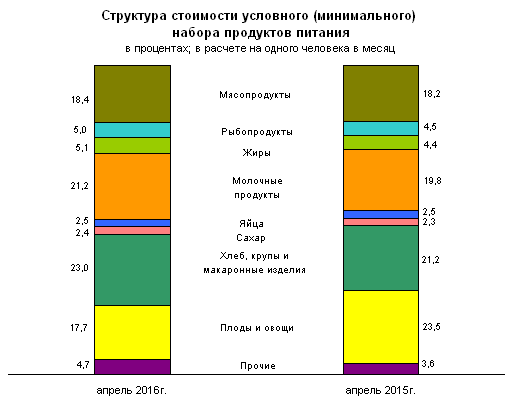 Структура стоимости условного (минимального)
набора продуктов питания
в процентах; в расчете на одного человека в месяц
18,4 Мясопродукты 18,2
5,0 Рыбопродукты 4,5
5,1 Жиры 4,4
21,2 Молочные продукты 19,8
2,5 Яйца 2,5
2,4 Сахар 2,3
23,0 Хлеб, крупы и
макаронные изделия 21,2
17,7 Плоды и овощи 23,5
4,7 Прочие 3,6
апрель 2016г. апрель 2015г.